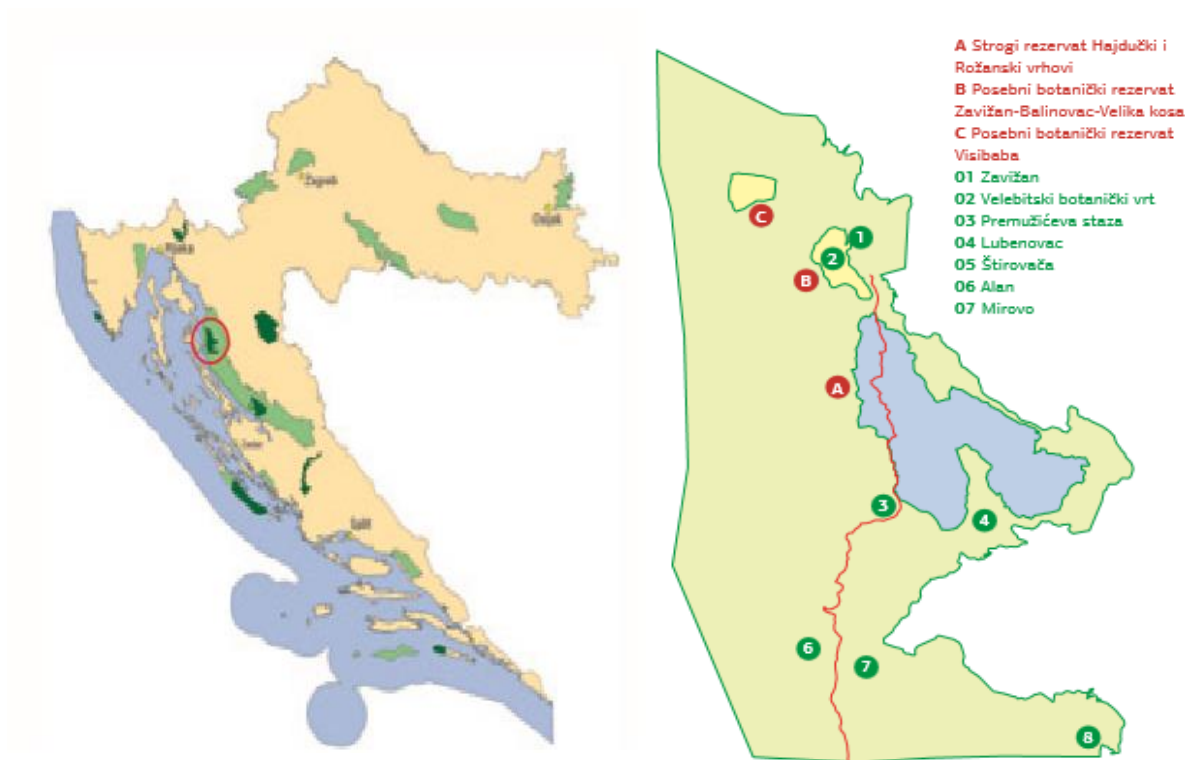 Zagreb
Osijek
Rijeka
Split
A Strogi rezervat Hajdučki i
Rožanski vrhovi
B Posebni botanički rezervat
Zavižan-Balinovac-Velika kosa
C Posebni botanički rezervat
Visibaba
01 Zavižan
02 Velebitski botanički vrt
03 Premužićeva staza
04 Lubenovac
05 Štirovača
06 Alan
07 Mirovo
C
1
2
B
A
3
4
6
7
8